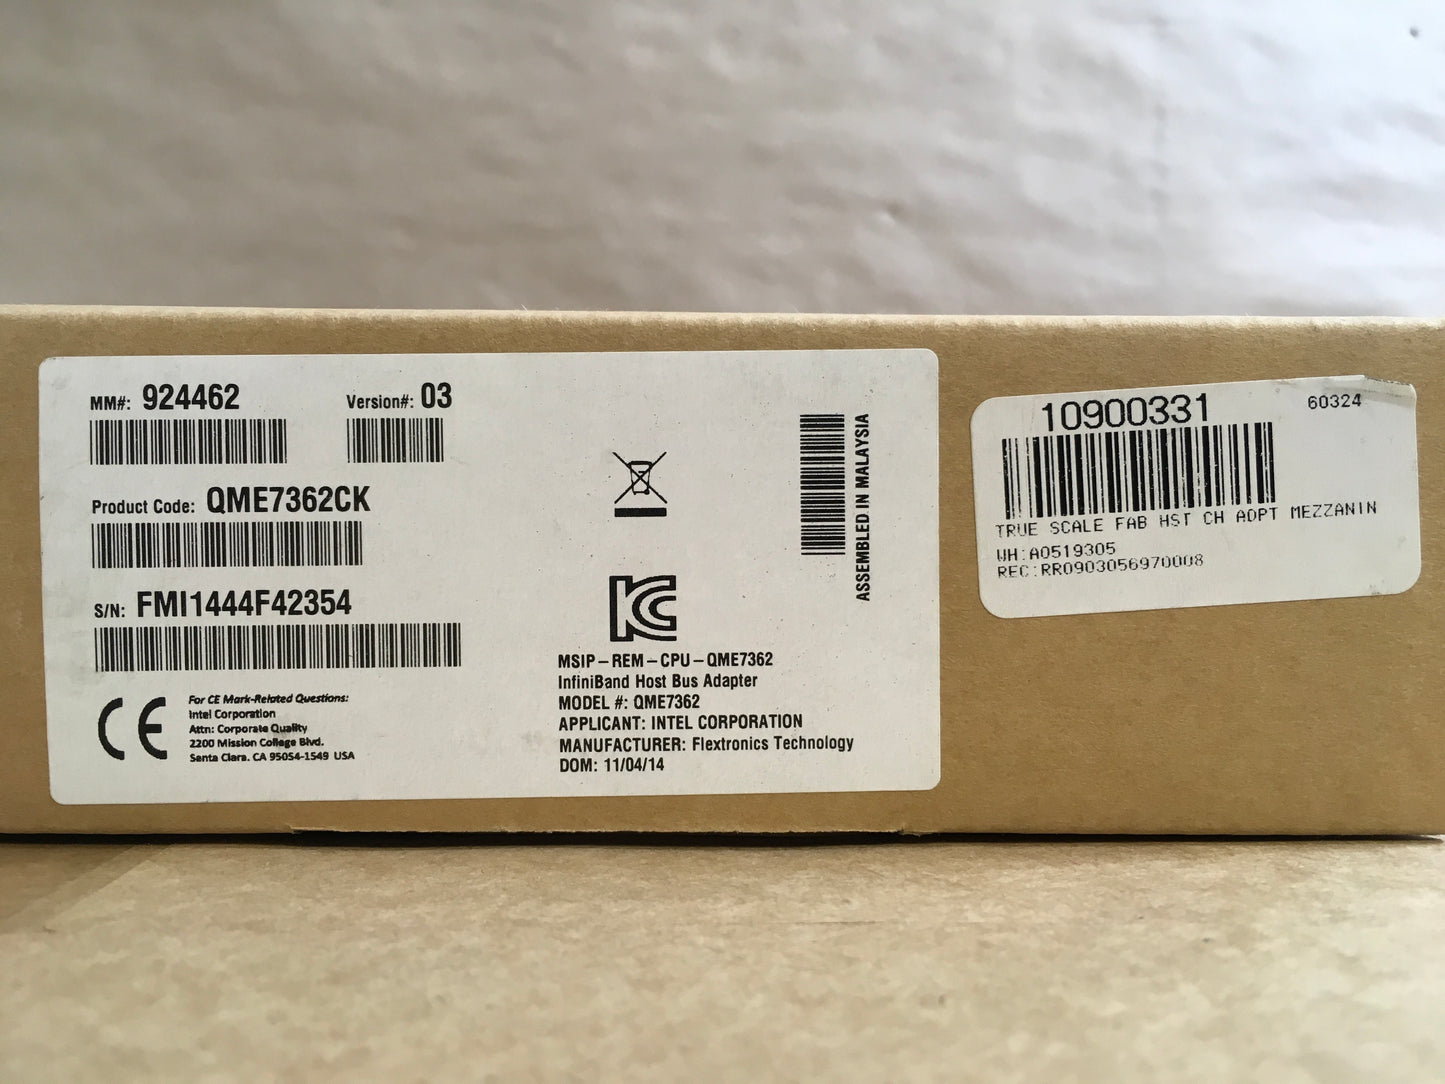 MM#: 924462
Version#: 03
Product Code: QME7362CK
S/N: FMI1444F42354
CE
For CE Mark-Related Questions:
Intel Corporation
Attn: Corporate Quality
2200 Mission College Blvd.
Santa Clara. CA 95054-1549 USA
KC
MSIP-REM-CPU-QME7362
InfiniBand Host Bus Adapter
MODEL #: QME7362
APPLICANT: INTEL CORPORATION
MANUFACTURER: Flextronics Technology
DOM: 11/04/14
ASSEMBLED IN MALAYSIA
10900331
60324
TRUE SCALE FAB HST CH ADPT MEZZANIN
WH:A0519305
REC:RR0903056970008